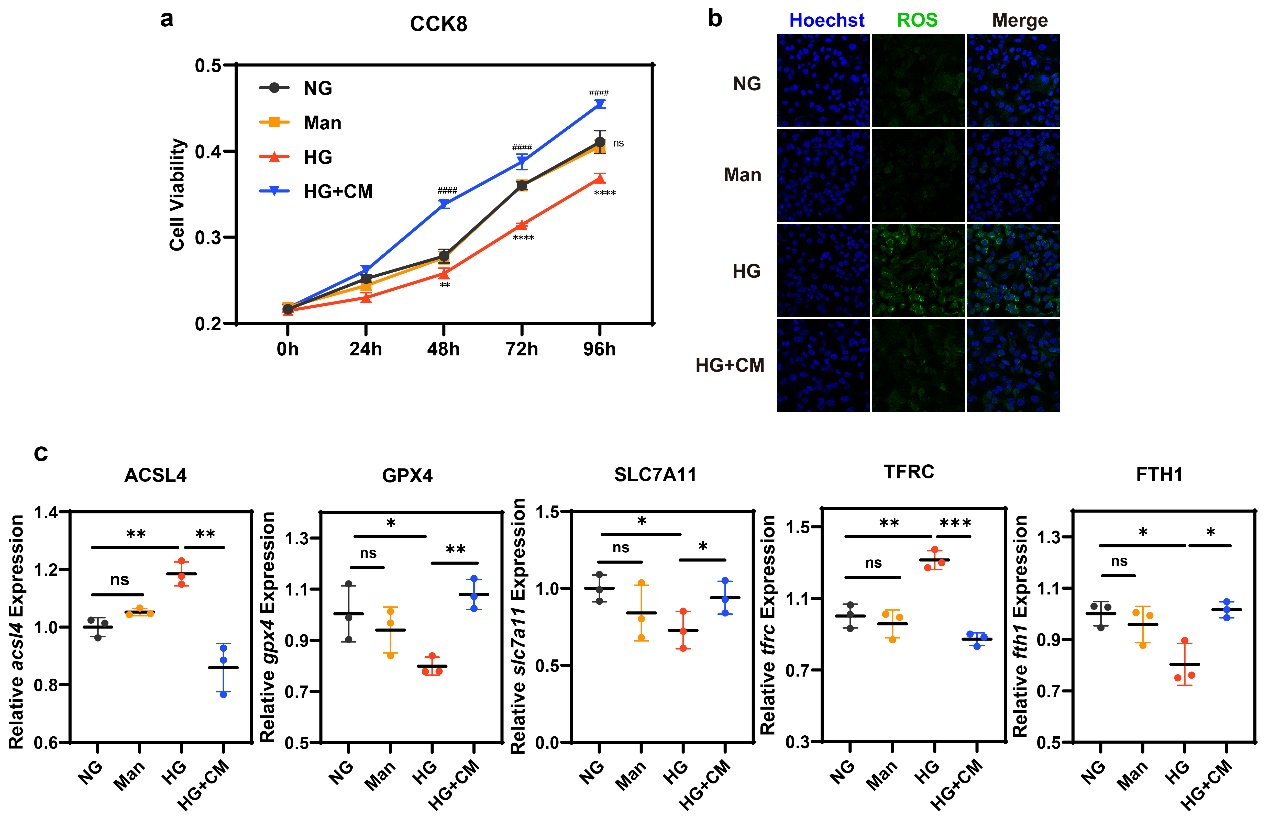 a
CCK8
Cell Viability
0.5
0.4
0.3
0.2
NG
Man
HG
HG+CM
####
####
####
ns
**
****
****
0h 24h 48h 72h 96h
b
Hoechst ROS Merge
NG
Man
HG
HG+CM
c
ACSL4
Relative acsl4 Expression
1.4
1.2
1.0
0.8
0.6
** **
ns
NG Man HG HG+CM
GPX4
Relative gpx4 Expression
1.3
1.1
0.9
0.7
0.5
*
ns **
NG Man HG HG+CM
SLC7A11
Relative slc7a11 Expression
1.5
1.0
0.5
0.0
*
ns *
NG Man HG HG+CM
TFRC
Relative tfrc Expression
1.5
1.1
0.7
0.3
** ***
ns
NG Man HG HG+CM
FTH1
Relative fth1 Expression
1.3
1.1
0.9
0.7
0.5
* *
ns
NG Man HG HG+CM